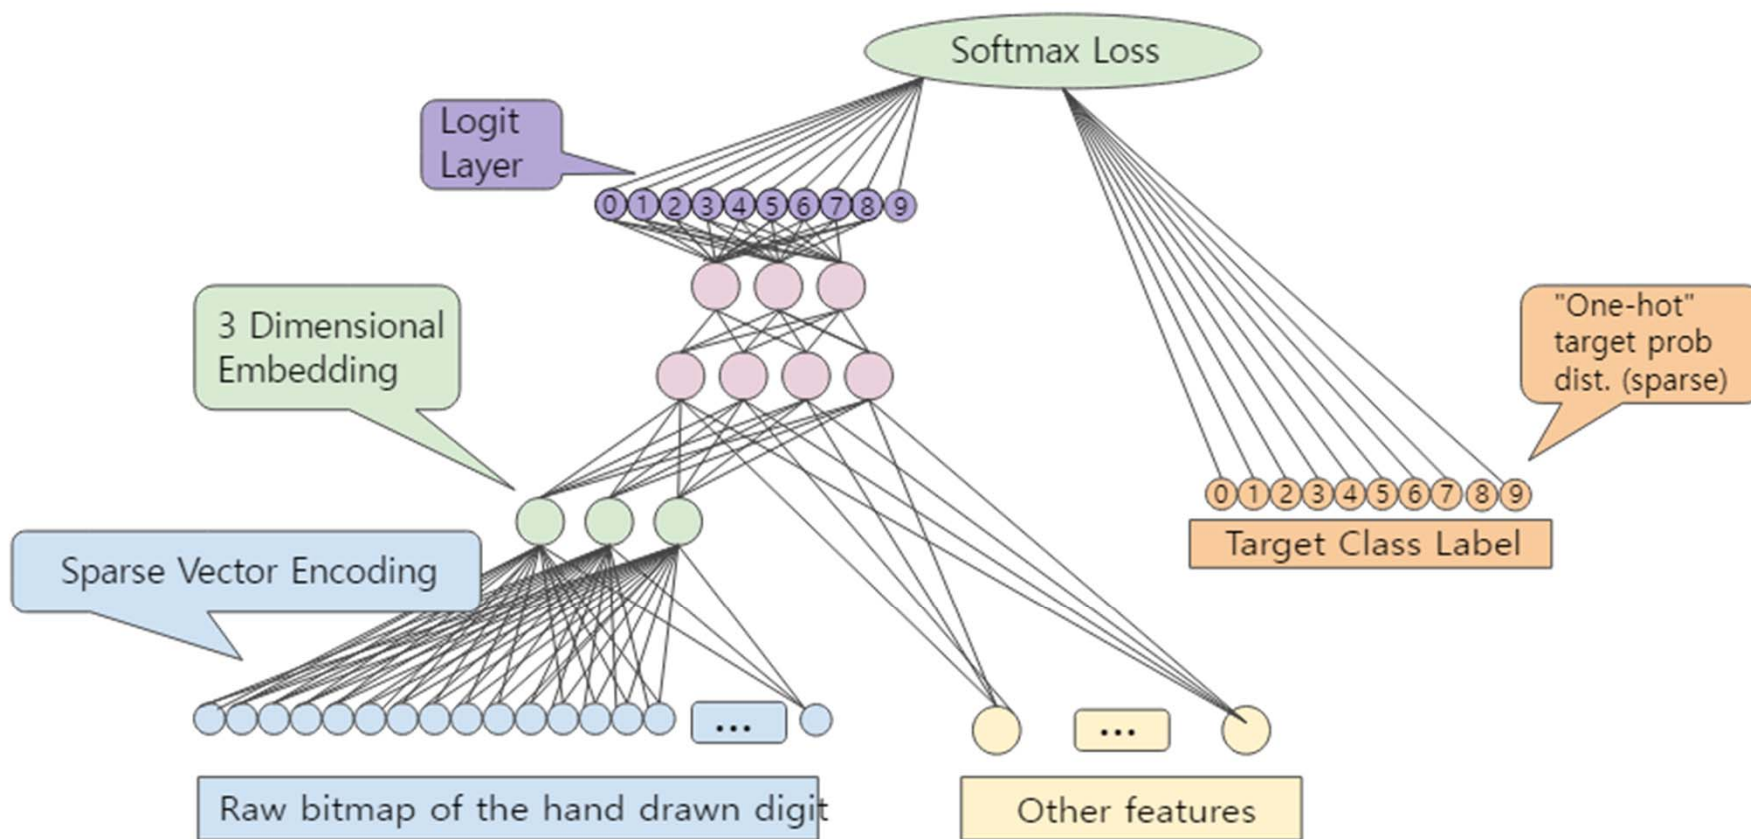 Softmax Loss
Logit
Layer
0 1 2 3 4 5 6 7 8 9
3 Dimensional
Embedding
"One-hot"
target prob
dist. (sparse)
0 1 2 3 4 5 6 7 8 9
Target Class Label
Sparse Vector Encoding
...
...
Raw bitmap of the hand drawn digit
Other features